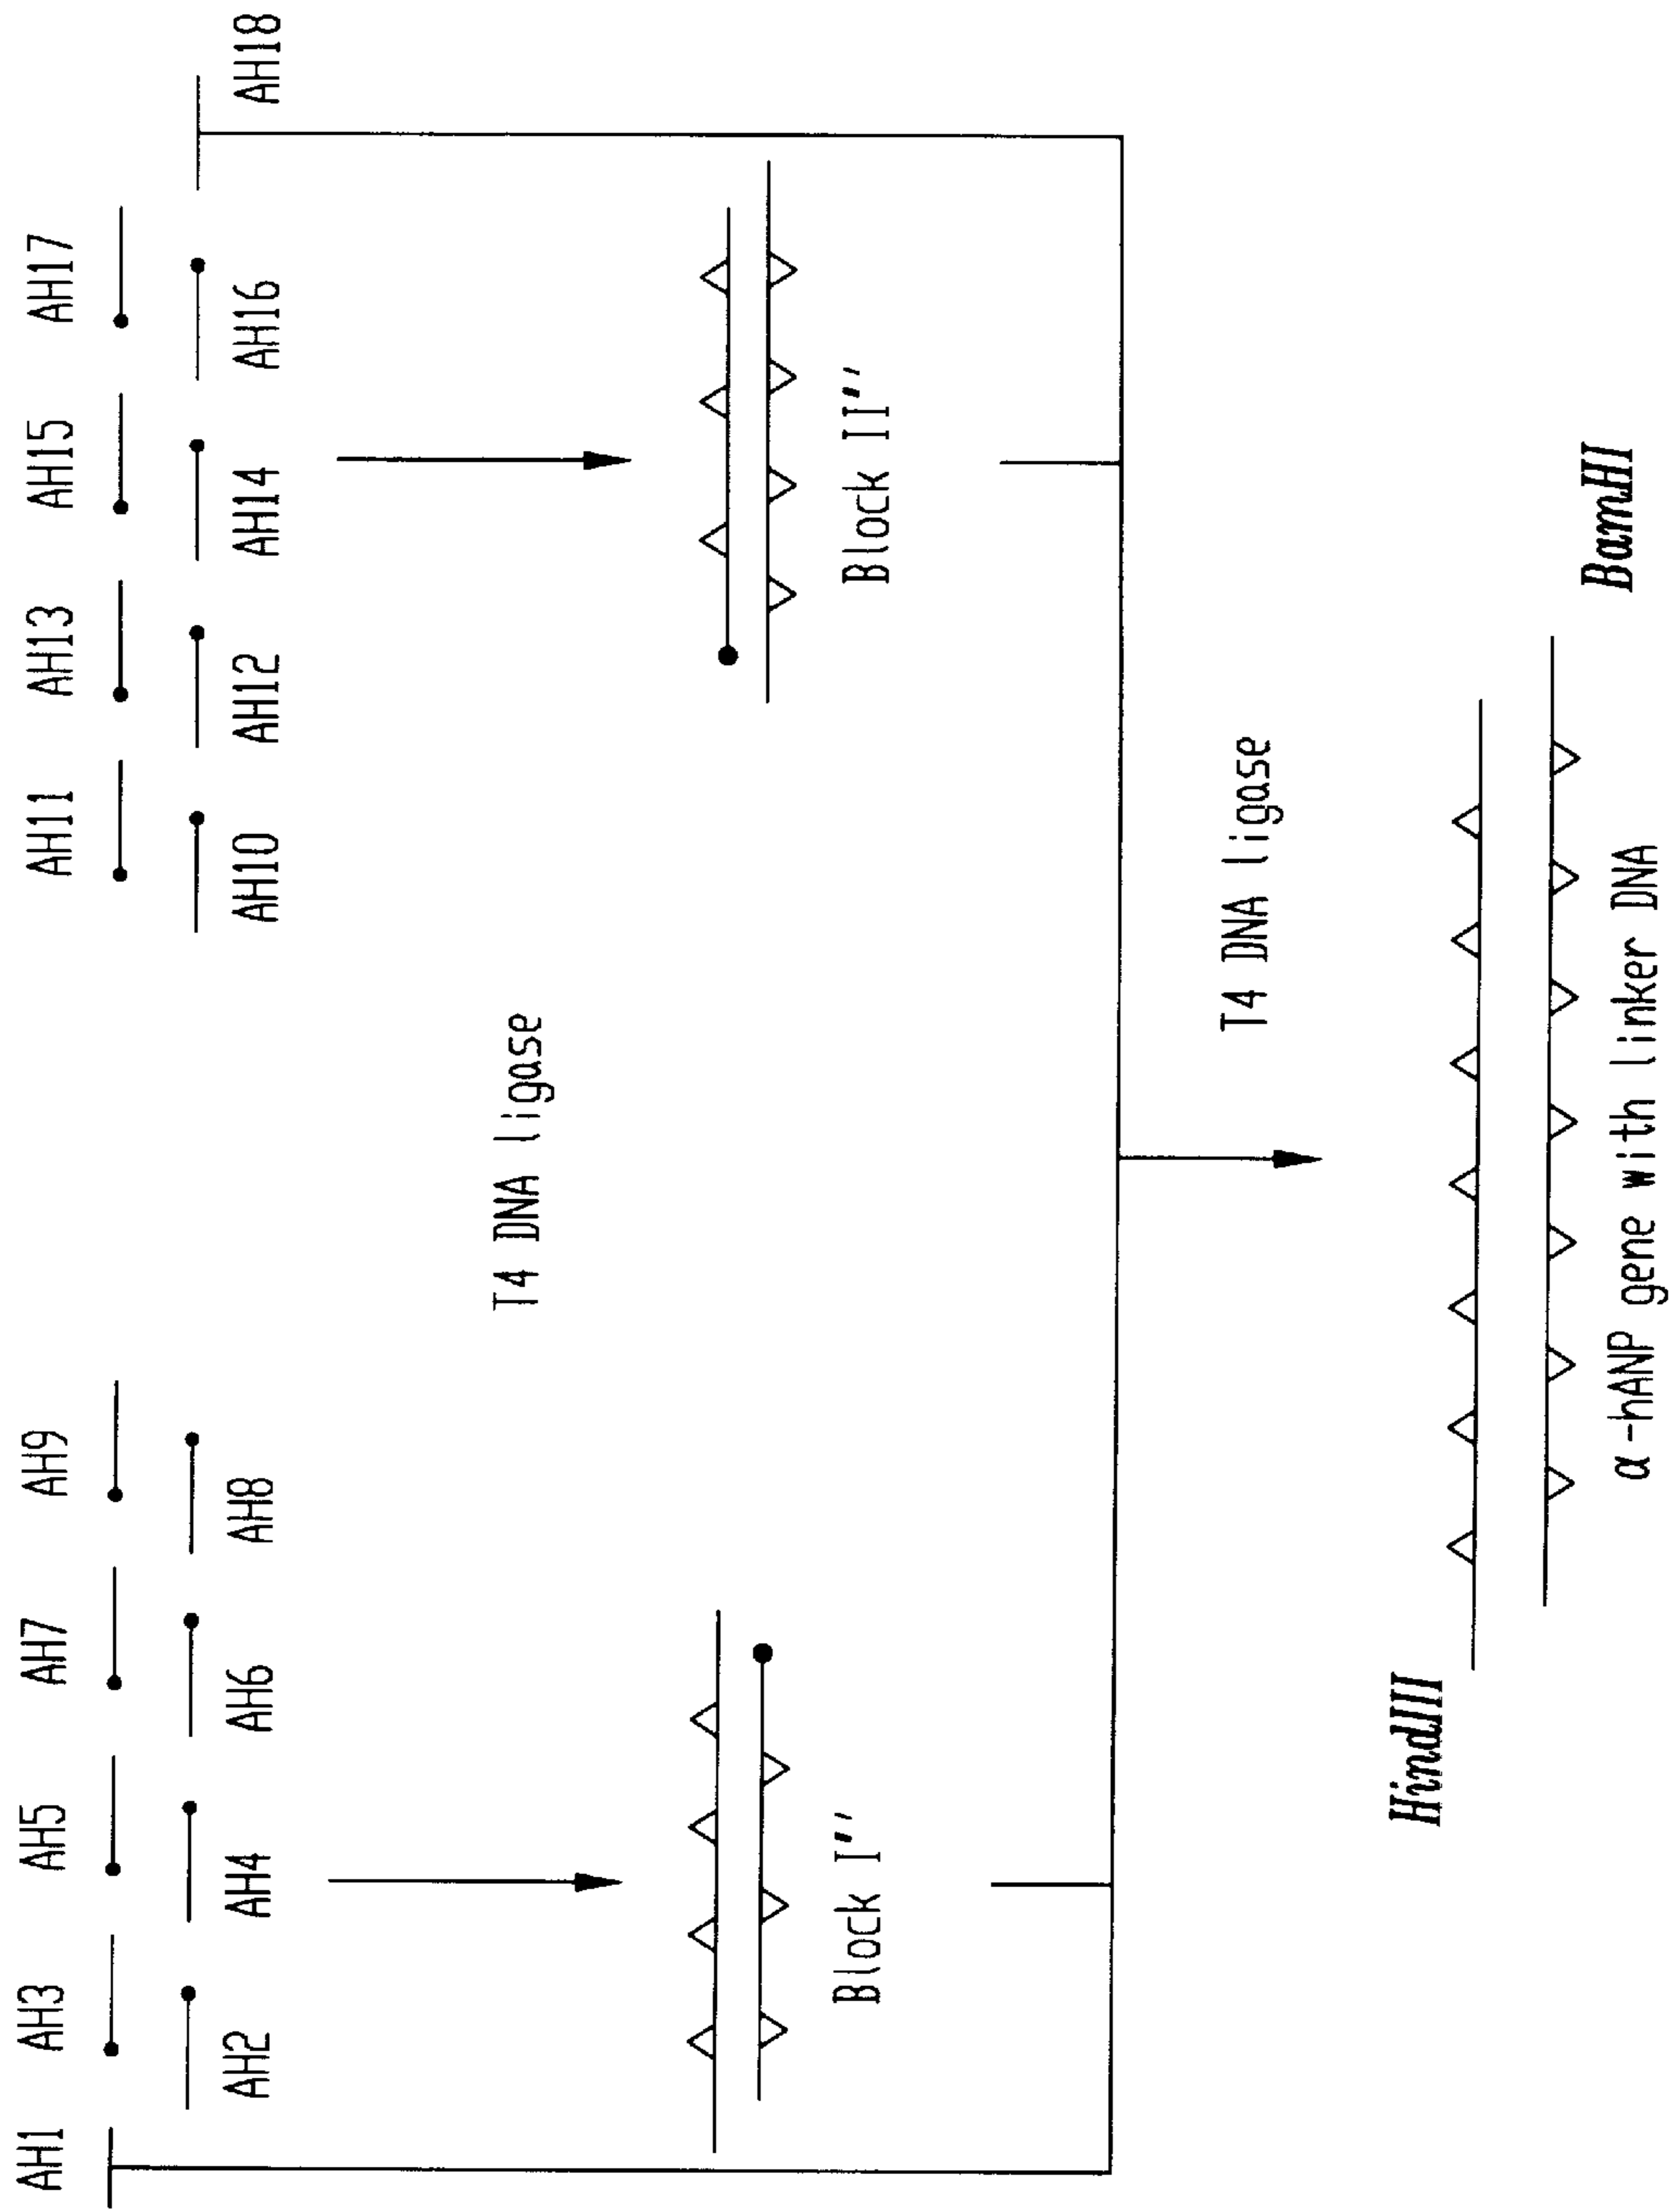 AH1 AH3 AH5 AH7 AH9 AH11 AH13 AH15 AH17
AH2 AH4 AH6 AH8 AH10 AH12 AH14 AH16 AH18
T4 DNA ligase
Block I'' Block II''
T4 DNA ligase
HindIII BamHI
α-hANP gene with linker DNA